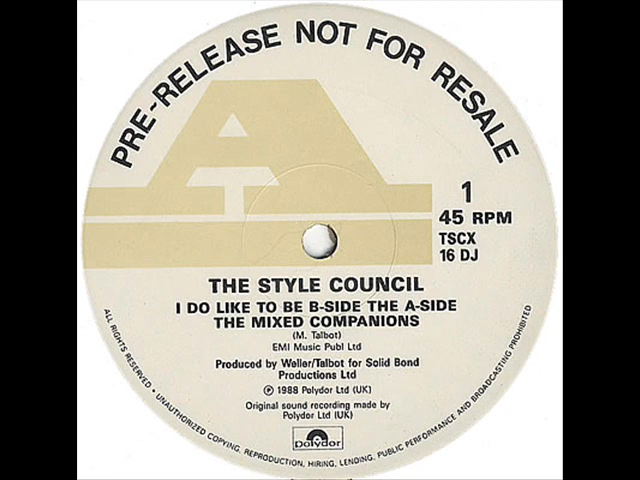 PRE-RELEASE NOT FOR RESALE
A
1
45 RPM
TSCX
16 DJ
THE STYLE COUNCIL
I DO LIKE TO BE B-SIDE THE A-SIDE
THE MIXED COMPANIONS
(M. Talbot)
EMI Music Publ Ltd
Produced by Weller/Talbot for Solid Bond
Productions Ltd
Ⓟ 1988 Polydor Ltd (UK)
Original sound recording made by
Polydor Ltd (UK)
polydor
ALL RIGHTS RESERVED • UNAUTHORIZED COPYING, REPRODUCTION, HIRING, LENDING, PUBLIC PERFORMANCE AND BROADCASTING PROHIBITED